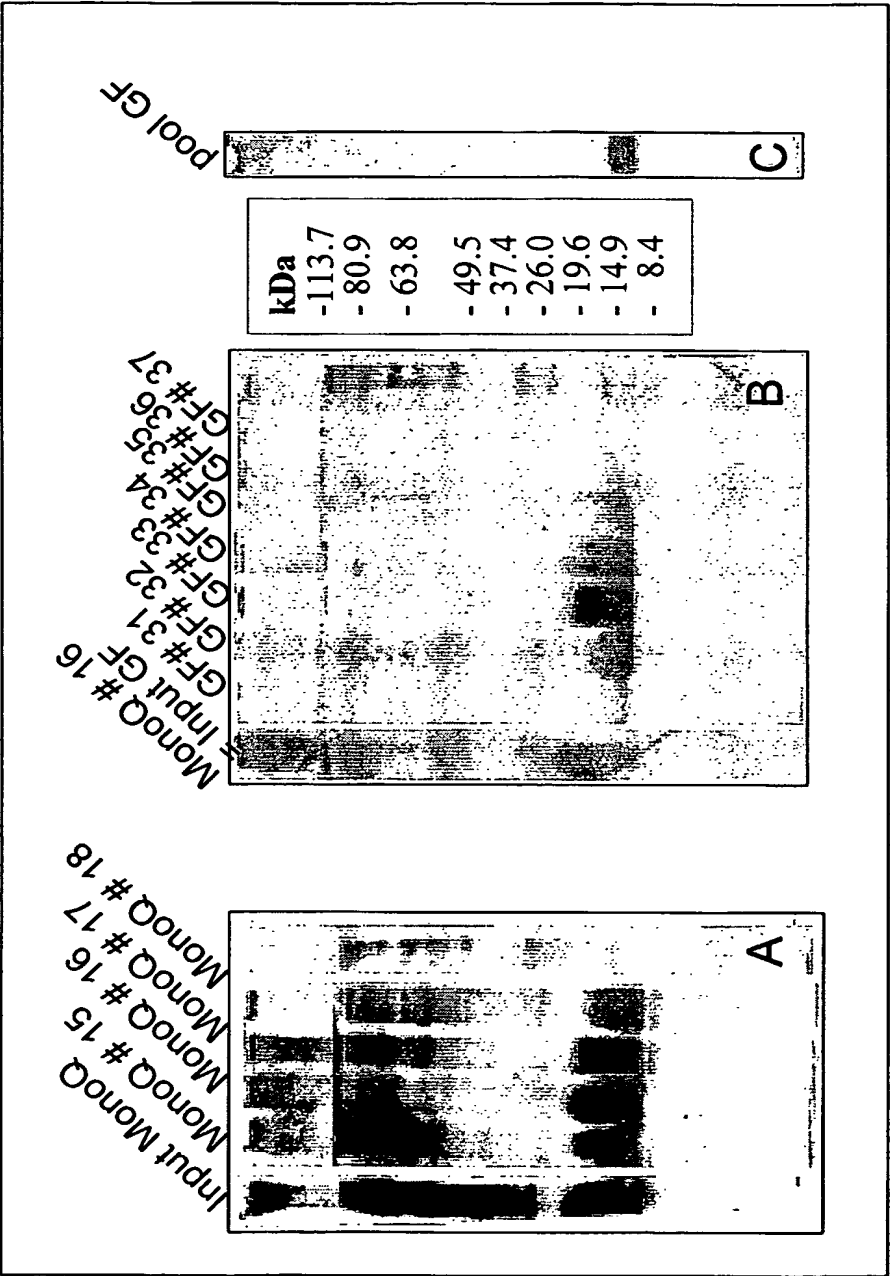 Input MonoQ
MonoQ # 15
MonoQ # 16
MonoQ # 17
MonoQ # 18
A
MonoQ # 16
= Input GF
GF# 31
GF# 32
GF# 33
GF# 34
GF# 35
GF# 36
GF# 37
B
kDa
-113.7
- 80.9
- 63.8
- 49.5
- 37.4
- 26.0
- 19.6
- 14.9
- 8.4
pool GF
C